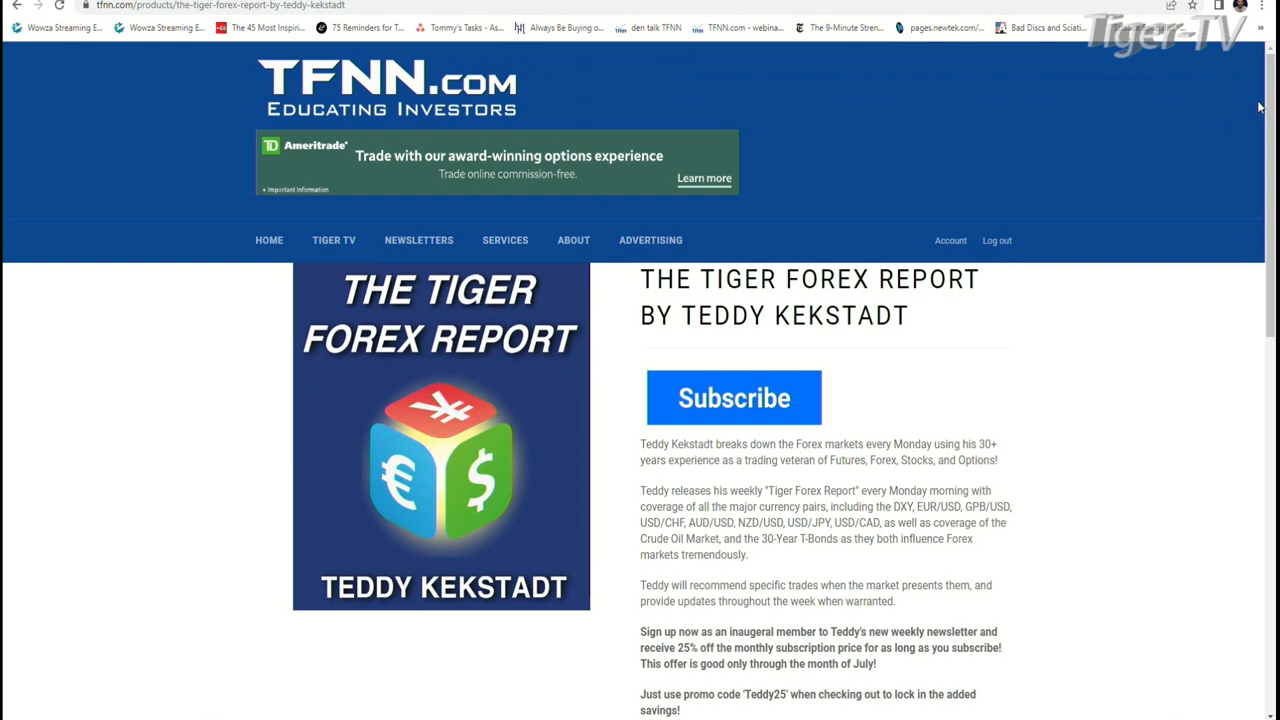 tfnn.com/products/the-tiger-forex-report-by-teddy-kekstadt
Wowza Streaming E... Wowza Streaming E... The 45 Most Inspiri... 75 Reminders for T... Tommy's Tasks - As... Always Be Buying o... den talk TFNN TFNN.com - webina... The 9-Minute Stren... pages.newtek.com/... Bad Discs and Sciati...
Tiger-TV
TFNN.COM
EDUCATING INVESTORS
TD Ameritrade
Trade with our award-winning options experience
Trade online commission-free.
Learn more
+ Important Information
HOME TIGER TV NEWSLETTERS SERVICES ABOUT ADVERTISING Account Log out
THE TIGER
FOREX REPORT
¥
€ $
TEDDY KEKSTADT
THE TIGER FOREX REPORT
BY TEDDY KEKSTADT
Subscribe
Teddy Kekstadt breaks down the Forex markets every Monday using his 30+
years experience as a trading veteran of Futures, Forex, Stocks, and Options!
Teddy releases his weekly "Tiger Forex Report" every Monday morning with
coverage of all the major currency pairs, including the DXY, EUR/USD, GPB/USD,
USD/CHF, AUD/USD, NZD/USD, USD/JPY, USD/CAD, as well as coverage of the
Crude Oil Market, and the 30-Year T-Bonds as they both influence Forex
markets tremendously.
Teddy will recommend specific trades when the market presents them, and
provide updates throughout the week when warranted.
Sign up now as an inaugeral member to Teddy's new weekly newsletter and
receive 25% off the monthly subscription price for as long as you subscribe!
This offer is good only through the month of July!
Just use promo code 'Teddy25' when checking out to lock in the added
savings!